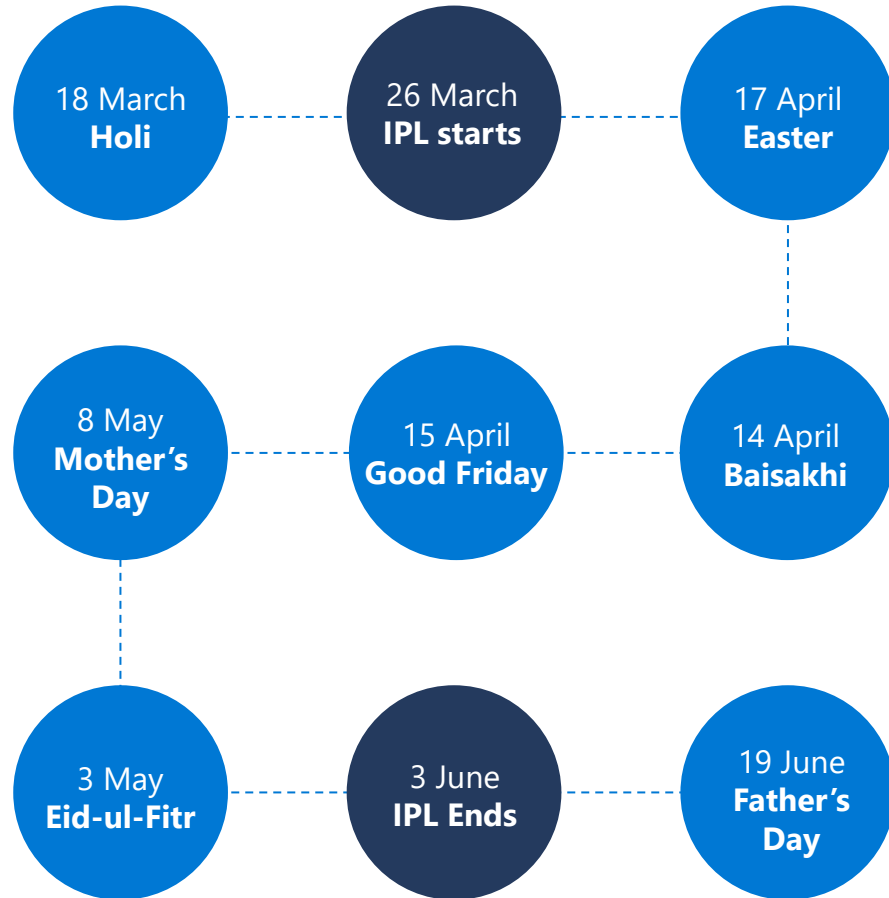 18 March
Holi
26 March
IPL starts
17 April
Easter
8 May
Mother’s
Day
15 April
Good Friday
14 April
Baisakhi
3 May
Eid-ul-Fitr
3 June
IPL Ends
19 June
Father’s
Day